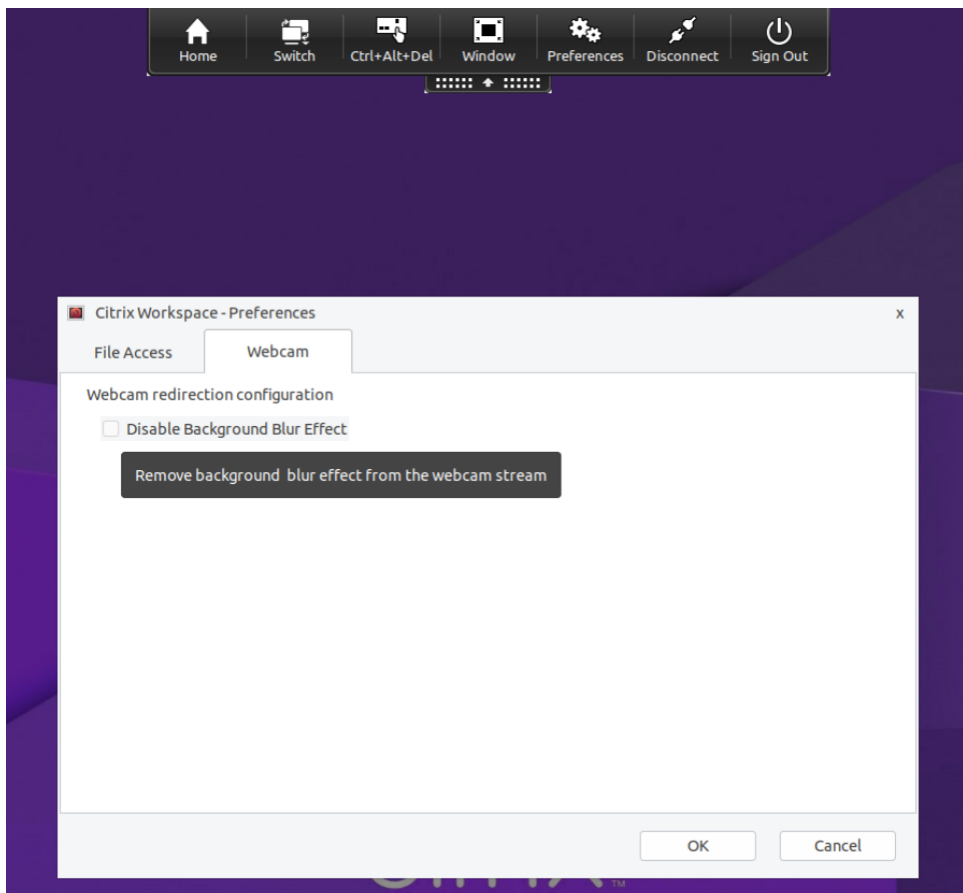 Home Switch Ctrl+Alt+Del Window Preferences Disconnect Sign Out
Citrix Workspace - Preferences x
File Access Webcam
Webcam redirection configuration
Disable Background Blur Effect
Remove background blur effect from the webcam stream
OK Cancel
TM